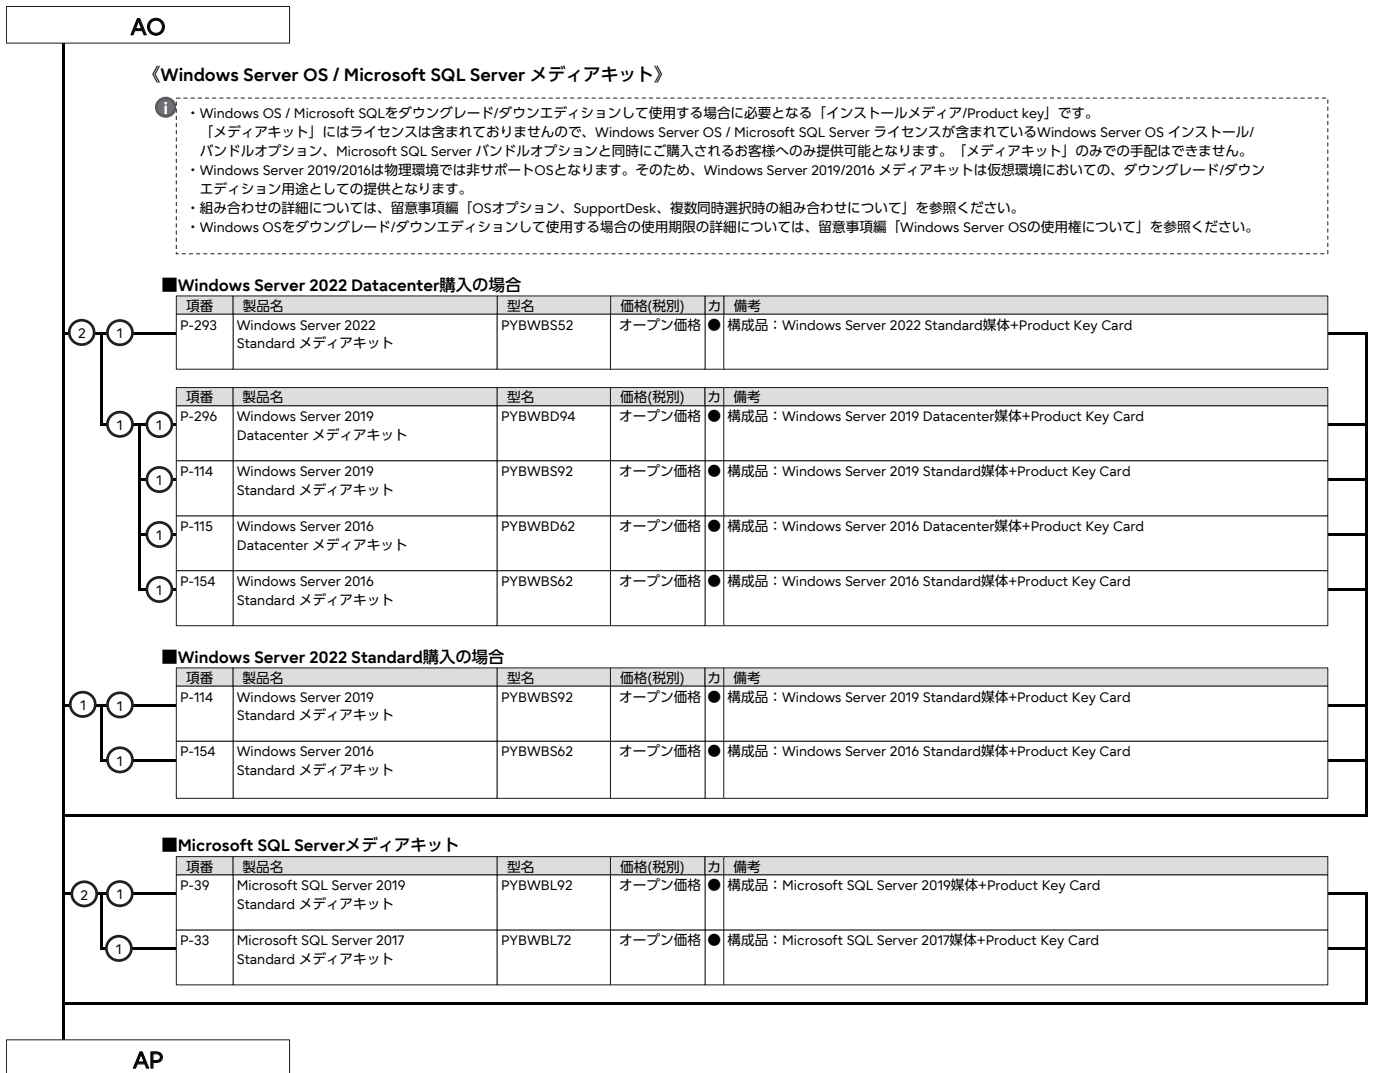 AO
《Windows Server OS / Microsoft SQL Server メディアキット》
・Windows OS / Microsoft SQLをダウングレード/ダウンエディションして使用する場合に必要となる「インストールメディア/Product key」です。
「メディアキット」にはライセンスは含まれておりませんので、Windows Server OS / Microsoft SQL Server ライセンスが含まれているWindows Server OS インストール/
バンドルオプション、Microsoft SQL Server バンドルオプションと同時にご購入されるお客様へのみ提供可能となります。「メディアキット」のみでの手配はできません。
・Windows Server 2019/2016は物理環境では非サポートOSとなります。そのため、Windows Server 2019/2016 メディアキットは仮想環境においての、ダウングレード/ダウン
エディション用途としての提供となります。
・組み合わせの詳細については、留意事項編「OSオプション、SupportDesk、複数同時選択時の組み合わせについて」を参照ください。
・Windows OSをダウングレード/ダウンエディションして使用する場合の使用期限の詳細については、留意事項編「Windows Server OSの使用権について」を参照ください。
■Windows Server 2022 Datacenter購入の場合
項番 製品名 型名 価格(税別) カ 備考
2 1 P-293 Windows Server 2022 PYBWBS52 オープン価格 ● 構成品：Windows Server 2022 Standard媒体+Product Key Card
Standard メディアキット
項番 製品名 型名 価格(税別) カ 備考
1 1 P-296 Windows Server 2019 PYBWBD94 オープン価格 ● 構成品：Windows Server 2019 Datacenter媒体+Product Key Card
Datacenter メディアキット
1 P-114 Windows Server 2019 PYBWBS92 オープン価格 ● 構成品：Windows Server 2019 Standard媒体+Product Key Card
Standard メディアキット
1 P-115 Windows Server 2016 PYBWBD62 オープン価格 ● 構成品：Windows Server 2016 Datacenter媒体+Product Key Card
Datacenter メディアキット
1 P-154 Windows Server 2016 PYBWBS62 オープン価格 ● 構成品：Windows Server 2016 Standard媒体+Product Key Card
Standard メディアキット
■Windows Server 2022 Standard購入の場合
項番 製品名 型名 価格(税別) カ 備考
1 1 P-114 Windows Server 2019 PYBWBS92 オープン価格 ● 構成品：Windows Server 2019 Standard媒体+Product Key Card
Standard メディアキット
1 P-154 Windows Server 2016 PYBWBS62 オープン価格 ● 構成品：Windows Server 2016 Standard媒体+Product Key Card
Standard メディアキット
■Microsoft SQL Serverメディアキット
項番 製品名 型名 価格(税別) カ 備考
2 1 P-39 Microsoft SQL Server 2019 PYBWBL92 オープン価格 ● 構成品：Microsoft SQL Server 2019媒体+Product Key Card
Standard メディアキット
1 P-33 Microsoft SQL Server 2017 PYBWBL72 オープン価格 ● 構成品：Microsoft SQL Server 2017媒体+Product Key Card
Standard メディアキット
AP